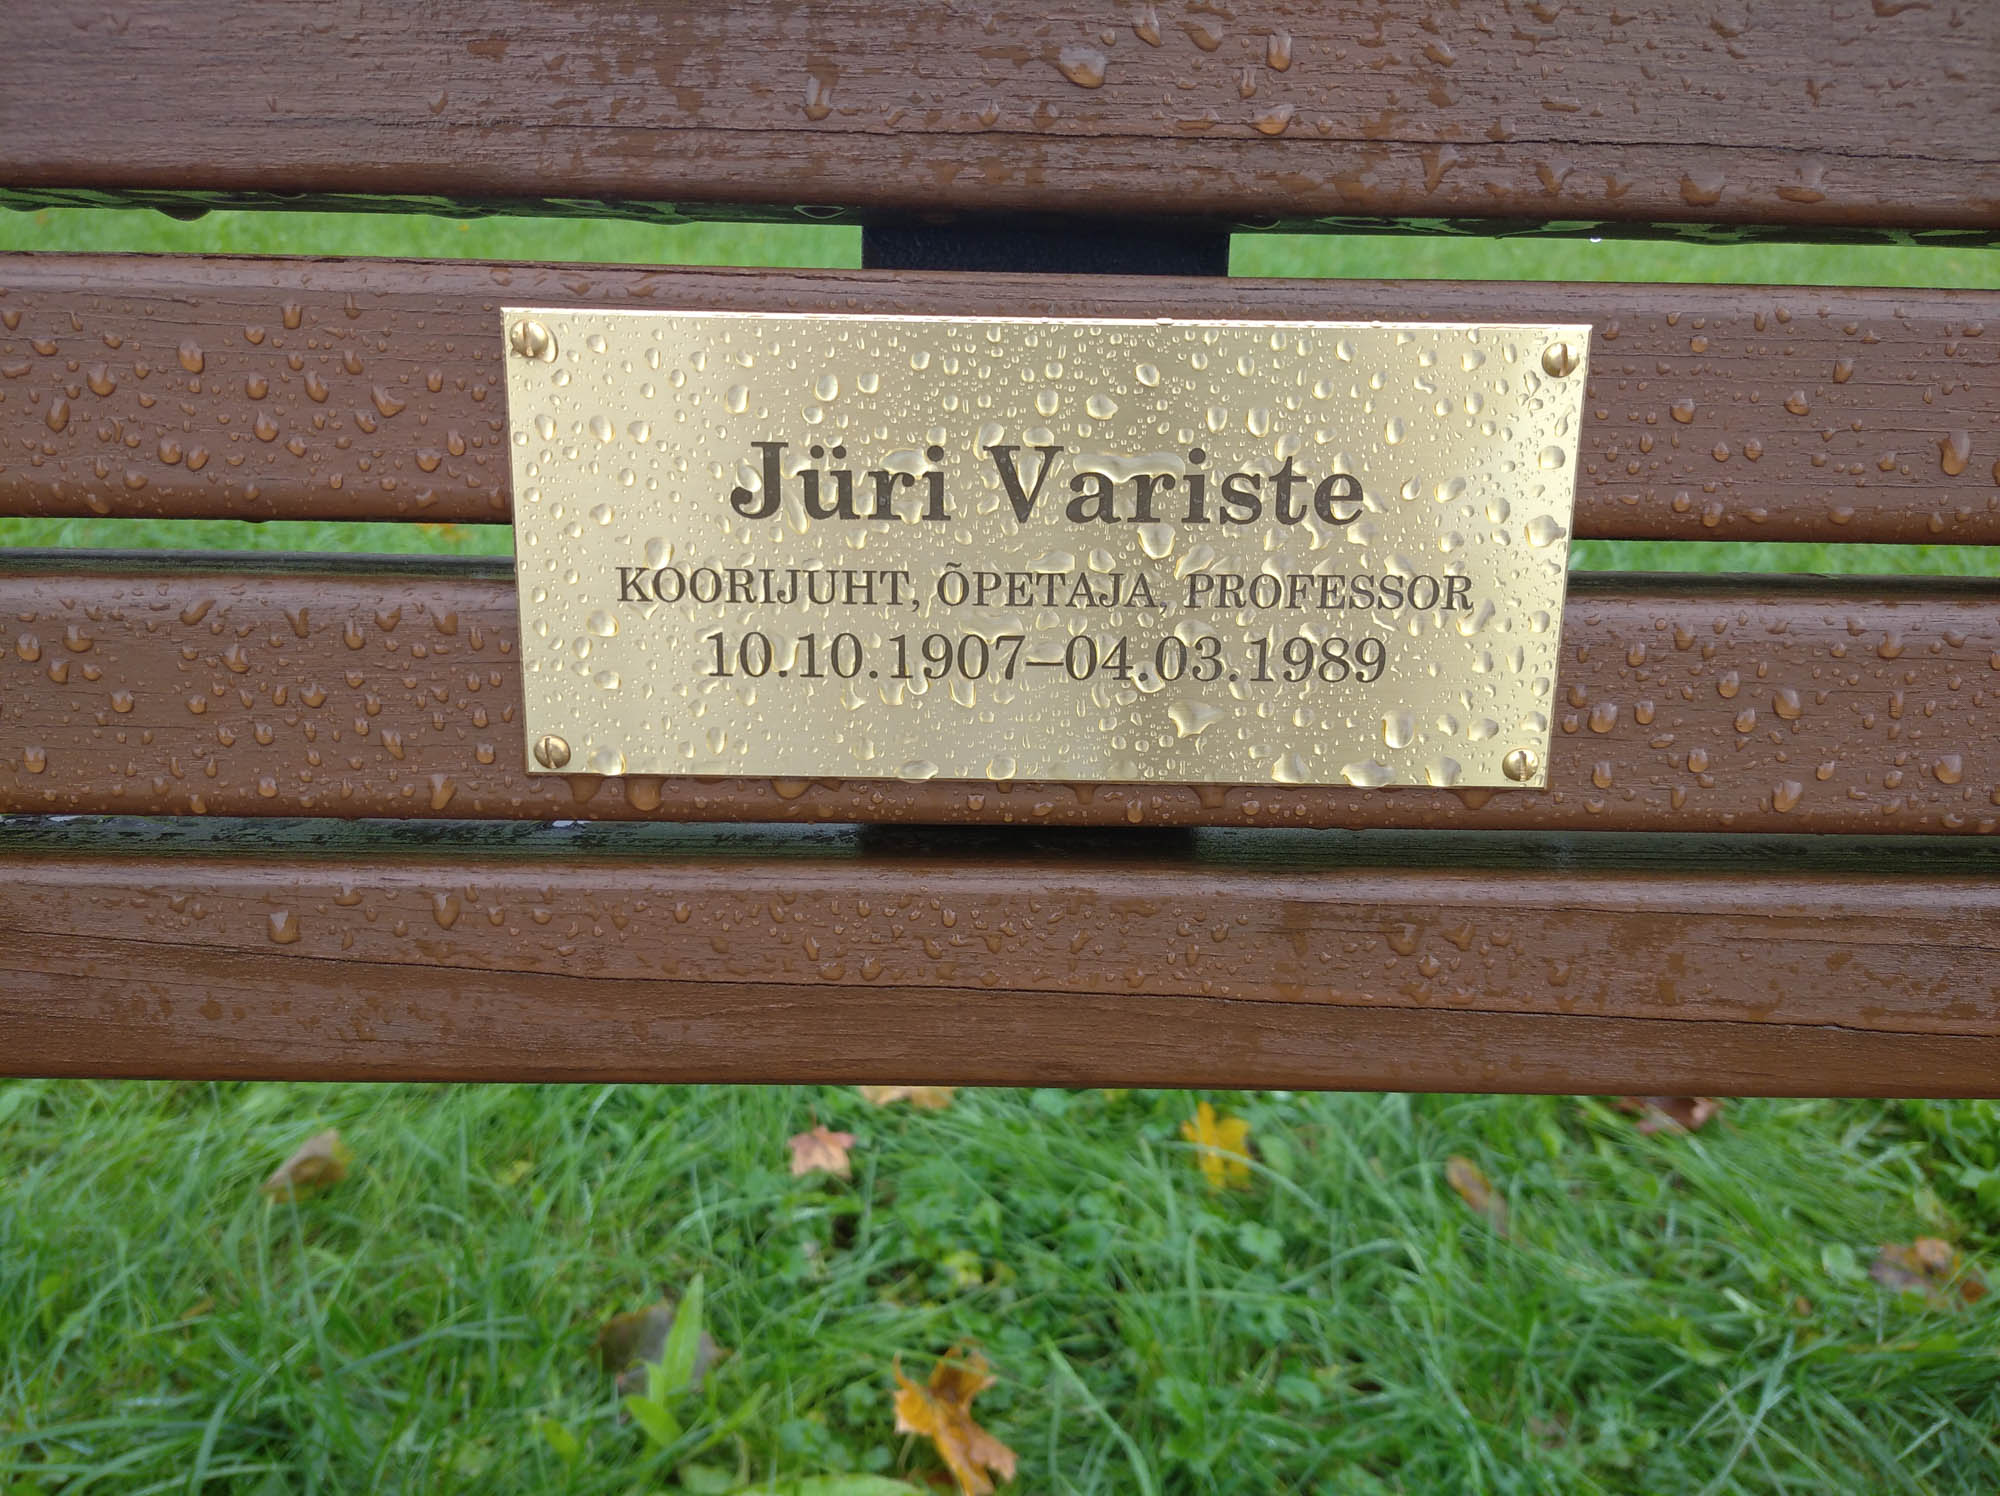 Jüri Variste
KOORIJUHT, ÕPETAJA, PROFESSOR
10.10.1907–04.03.1989